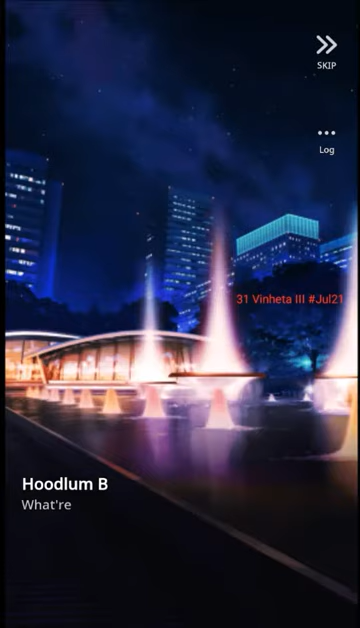 SKIP
Log
31 Vinheta III #Jul21
Hoodlum B
What're